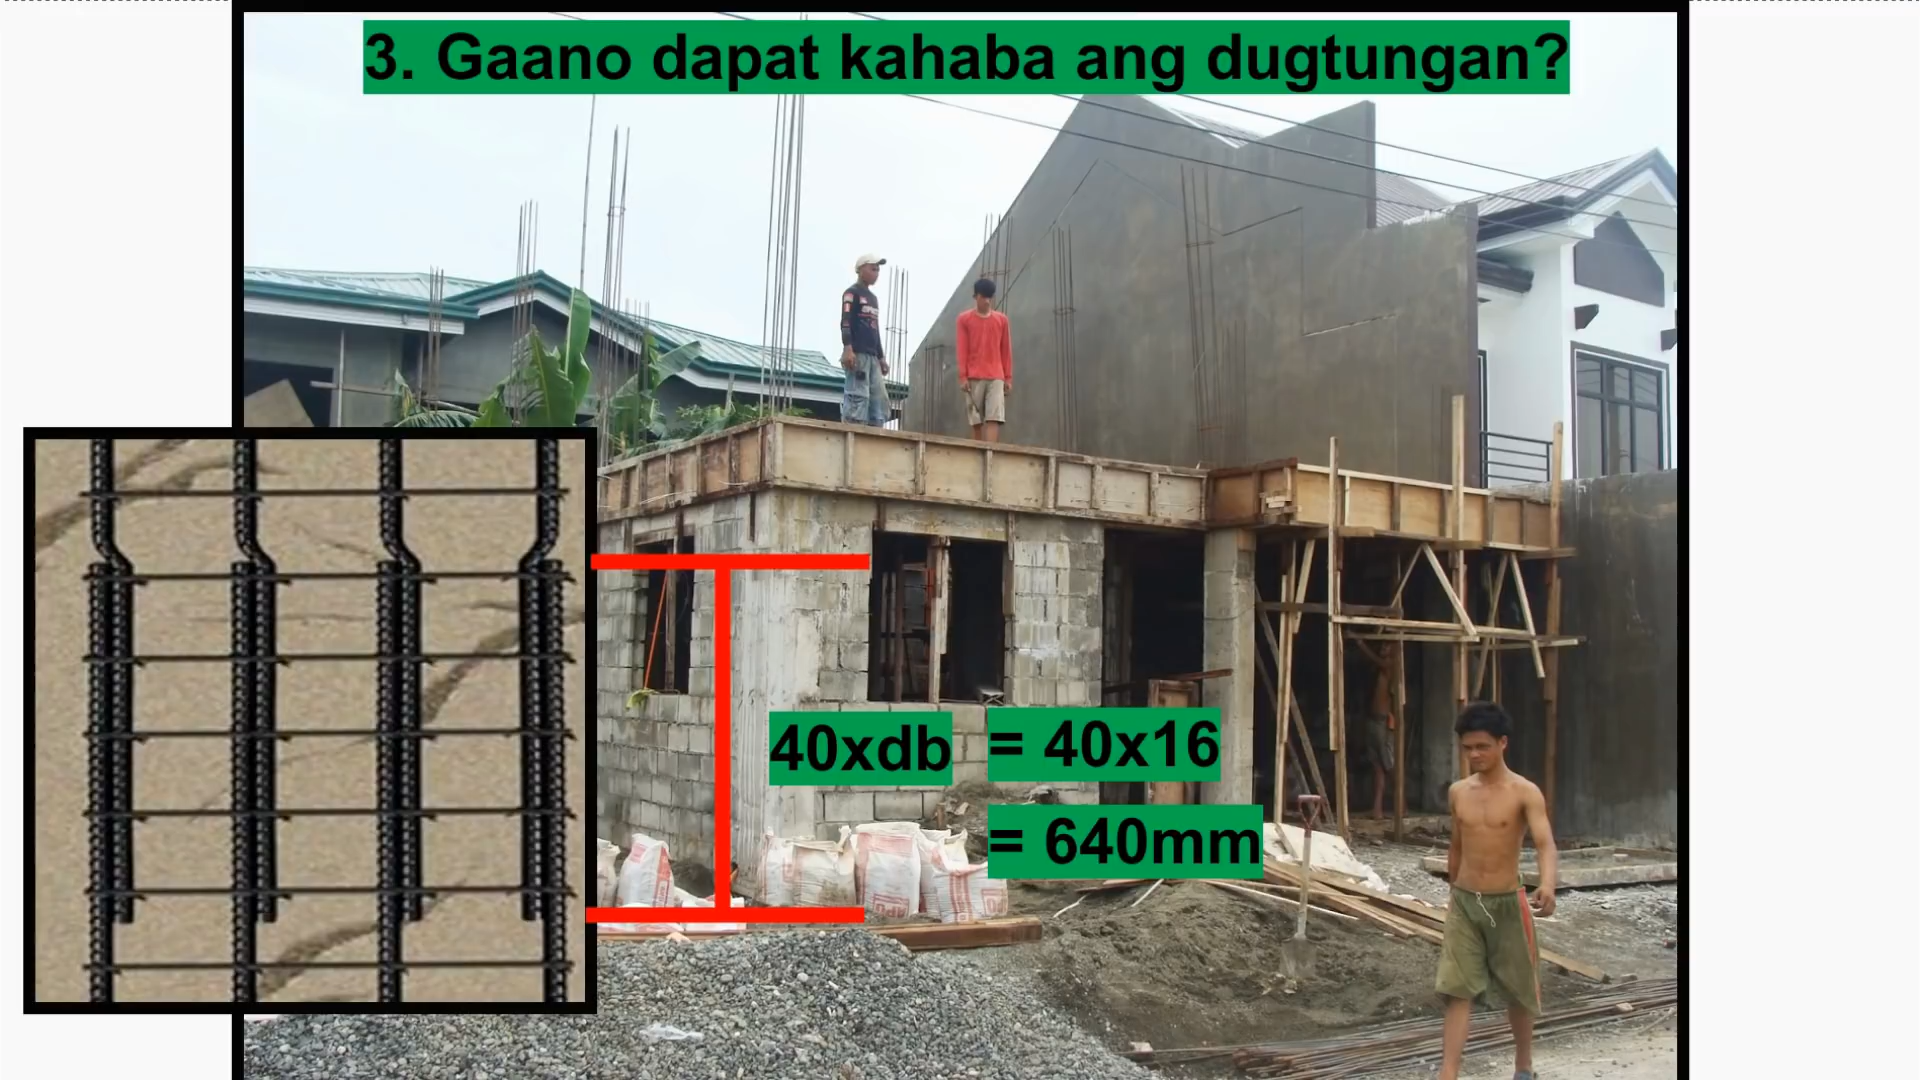 3. Gaano dapat kahaba ang dugtungan?
40xdb = 40x16
= 640mm